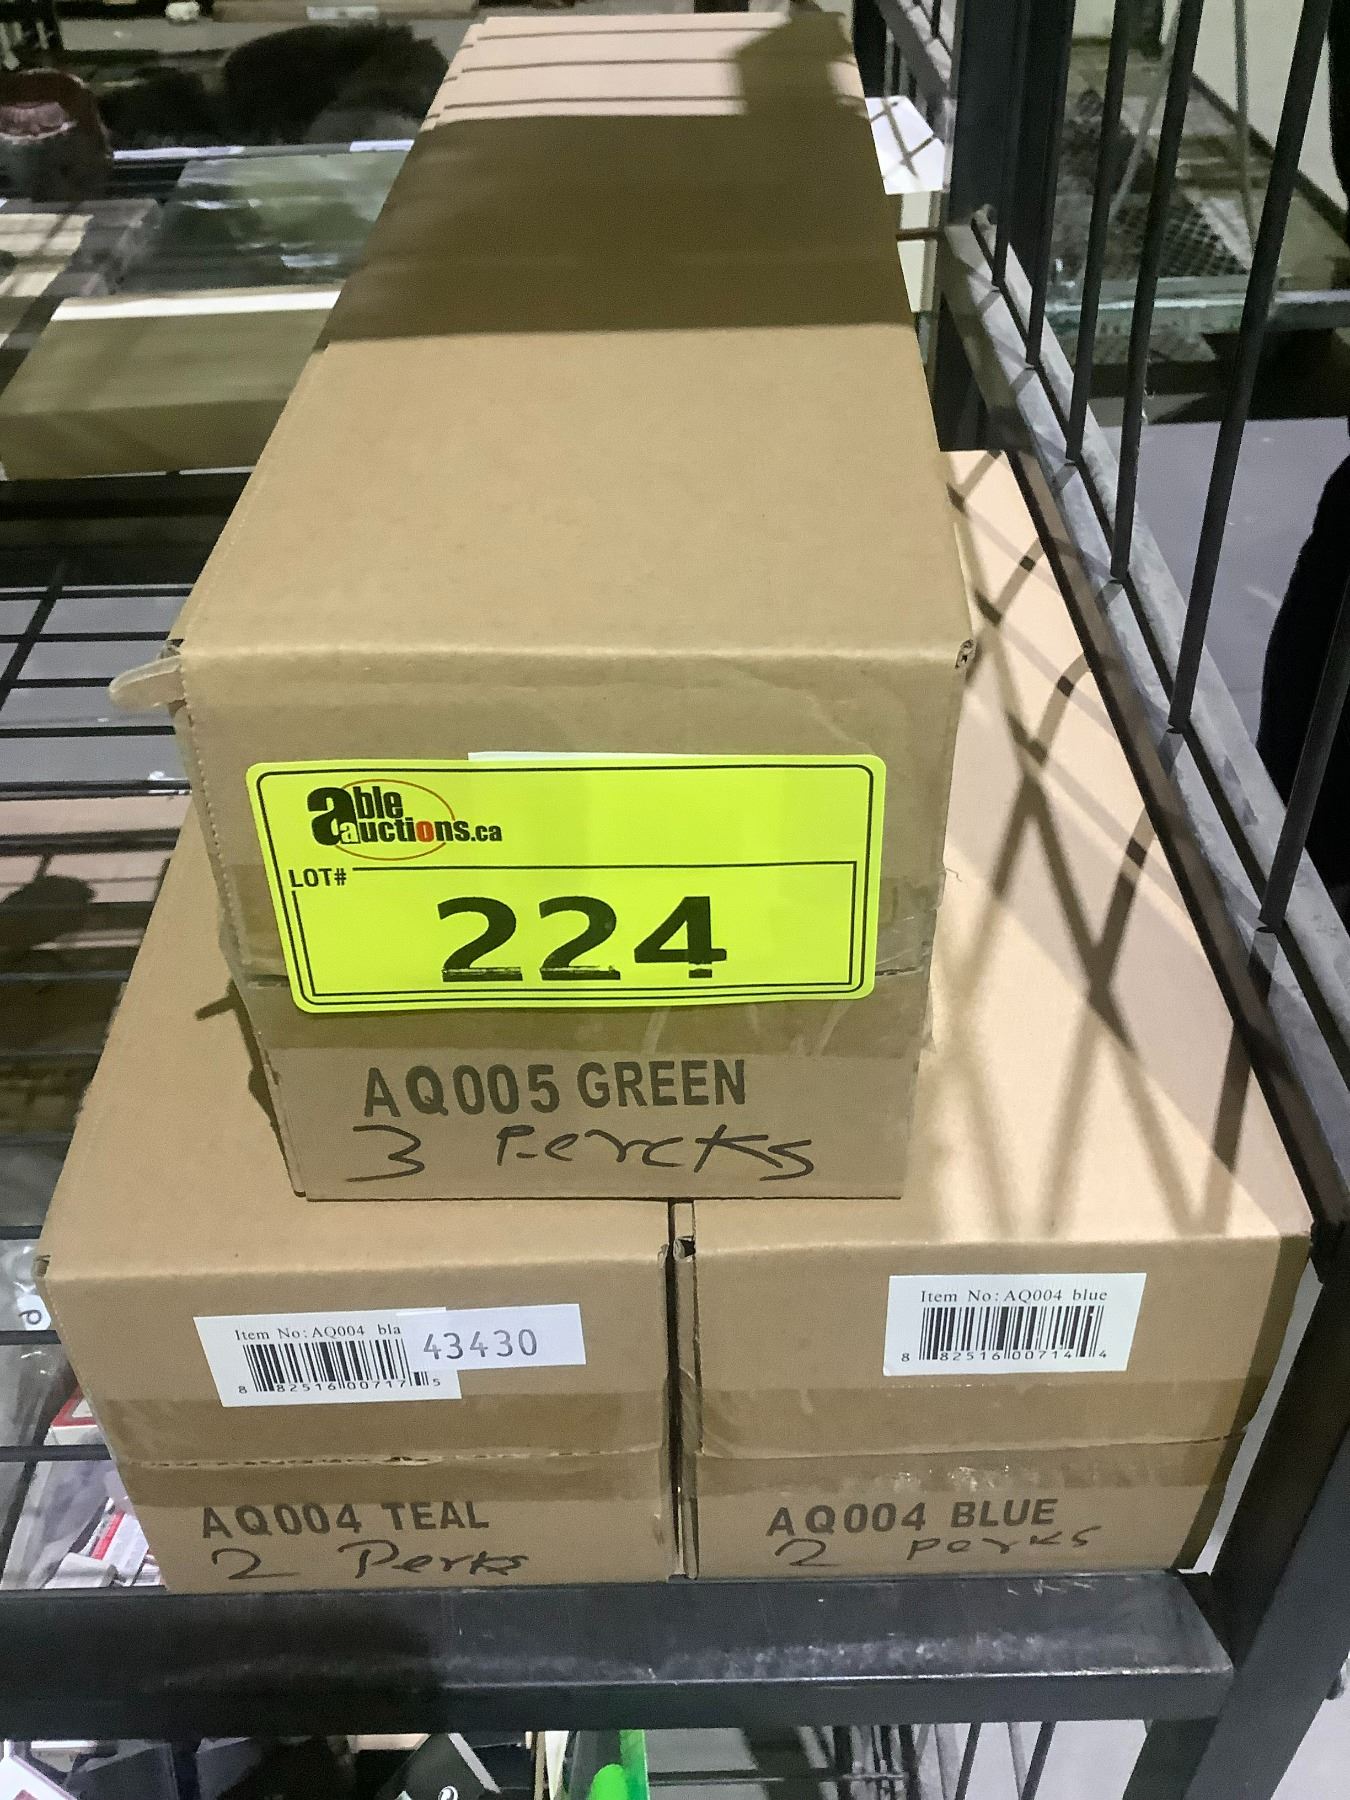 able
auctions.ca
LOT#
224
AQ005 GREEN
3 Percks
Item No:AQ004 bla
43430
8 82516 00717 5
AQ004 TEAL
2 Perks
Item No:AQ004 blue
8 82516 00714 4
AQ004 BLUE
2 perks